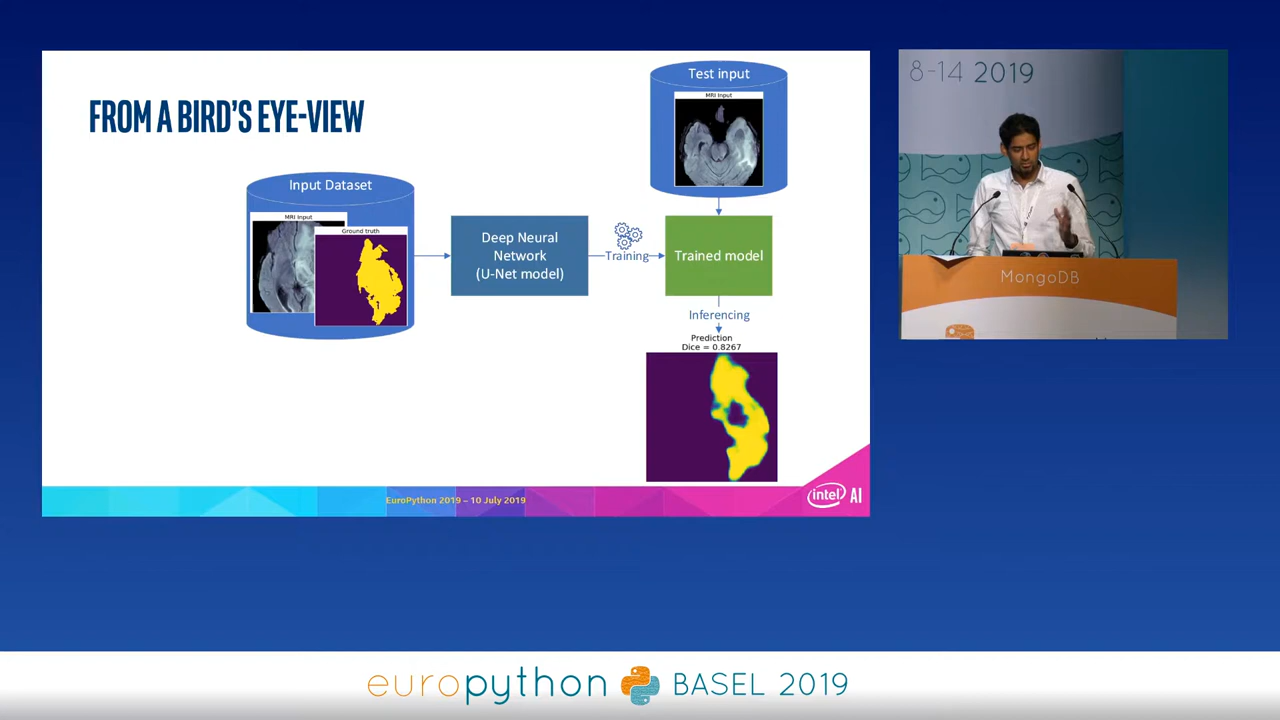 FROM A BIRD'S EYE-VIEW
Input Dataset
MRI Input
Ground truth
Deep Neural
Network
(U-Net model)
Training
Test input
MRI Input
Trained model
Inferencing
Prediction
Dice = 0.8267
EuroPython 2019 – 10 July 2019
intel AI
8-14 2019
MongoDB
europython BASEL 2019